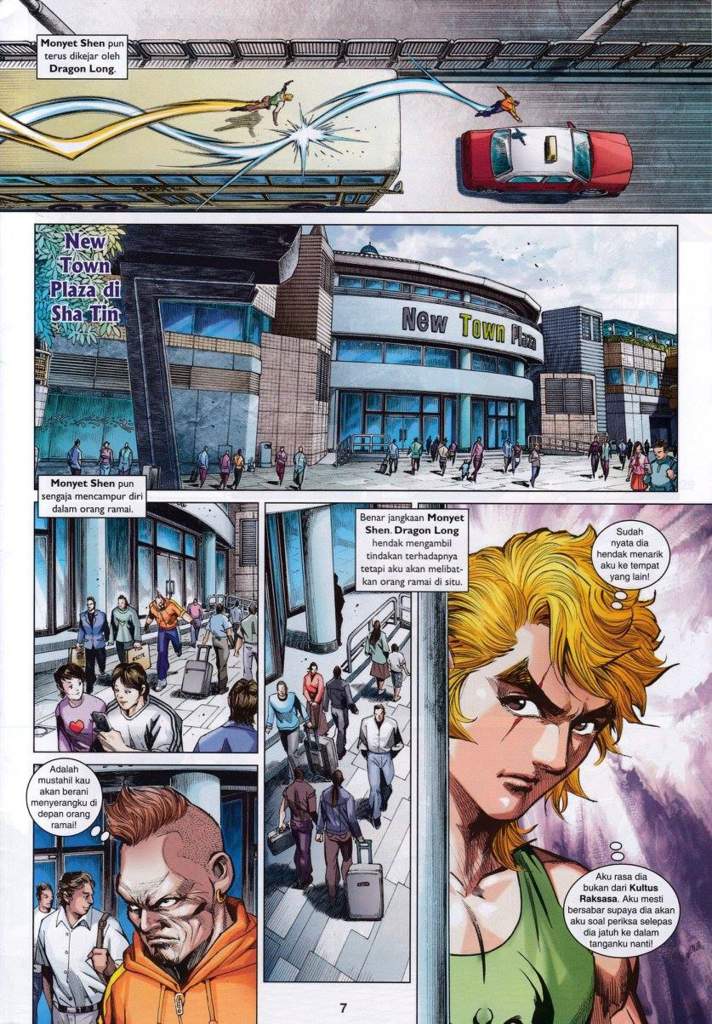 Monyet Shen pun
terus dikejar oleh
Dragon Long.
New
Town
Plaza di
Sha Tin
New Town Plaza
Monyet Shen pun
sengaja mencampur diri
dalam orang ramai.
Benar jangkaan Monyet
Shen. Dragon Long
hendak mengambil
tindakan terhadapnya
tetapi aku akan melibat-
kan orang ramai di situ.
Sudah
nyata dia
hendak menarik
aku ke tempat
yang lain!
Adalah
mustahil kau
akan berani
menyerangku di
depan orang
ramai!
Aku rasa dia
bukan dari Kultus
Raksasa. Aku mesti
bersabar supaya dia akan
aku soal periksa selepas
dia jatuh ke dalam
tanganku nanti!
7